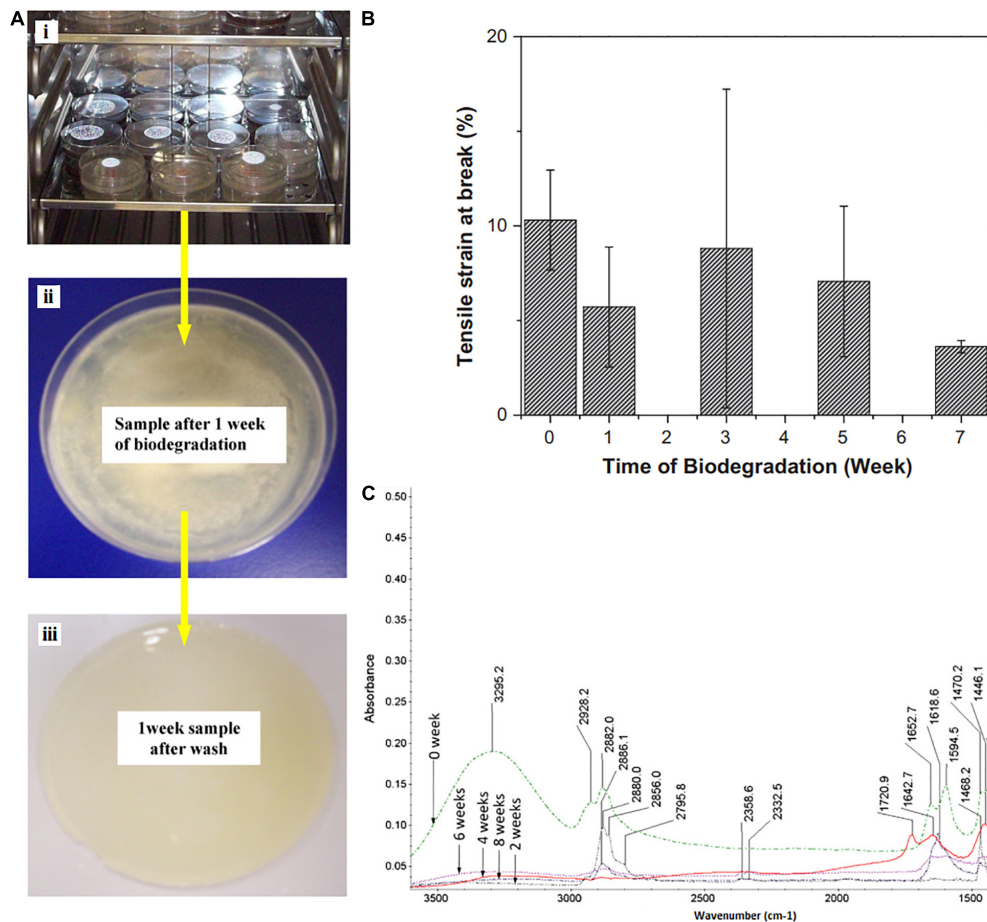 A
i
ii
Sample after 1 week
of biodegradation
iii
1week sample
after wash
B
20
10
0
Tensile strain at break (%)
0 1 2 3 4 5 6 7
Time of Biodegradation (Week)
C
0.50
0.45
0.40
0.35
0.30
0.25
0.20
0.15
0.10
0.05
Absorbance
0 week
3295.2
6 weeks
4 weeks
8 weeks
2 weeks
2928.2
2882.0
2886.1
2880.0
2856.0
2795.8
2358.6
2332.5
1720.9
1642.7
1652.7
1618.6
1594.5
1468.2
1470.2
1446.1
3500 3000 2500 2000 1500
Wavenumber (cm-1)